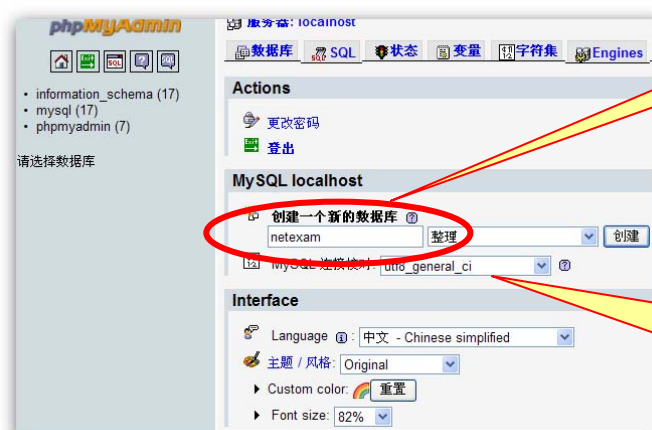 phpMyAdmin
服务器: localhost
数据库 SQL 状态 变量 字符集 Engines
information_schema (17)
mysql (17)
phpmyadmin (7)
请选择数据库
Actions
更改密码
登出
MySQL localhost
创建一个新的数据库
netexam 整理 创建
MySQL 连接校对: utf8_general_ci
Interface
Language : 中文 - Chinese simplified
主题 / 风格: Original
Custom color: 重置
Font size: 82%